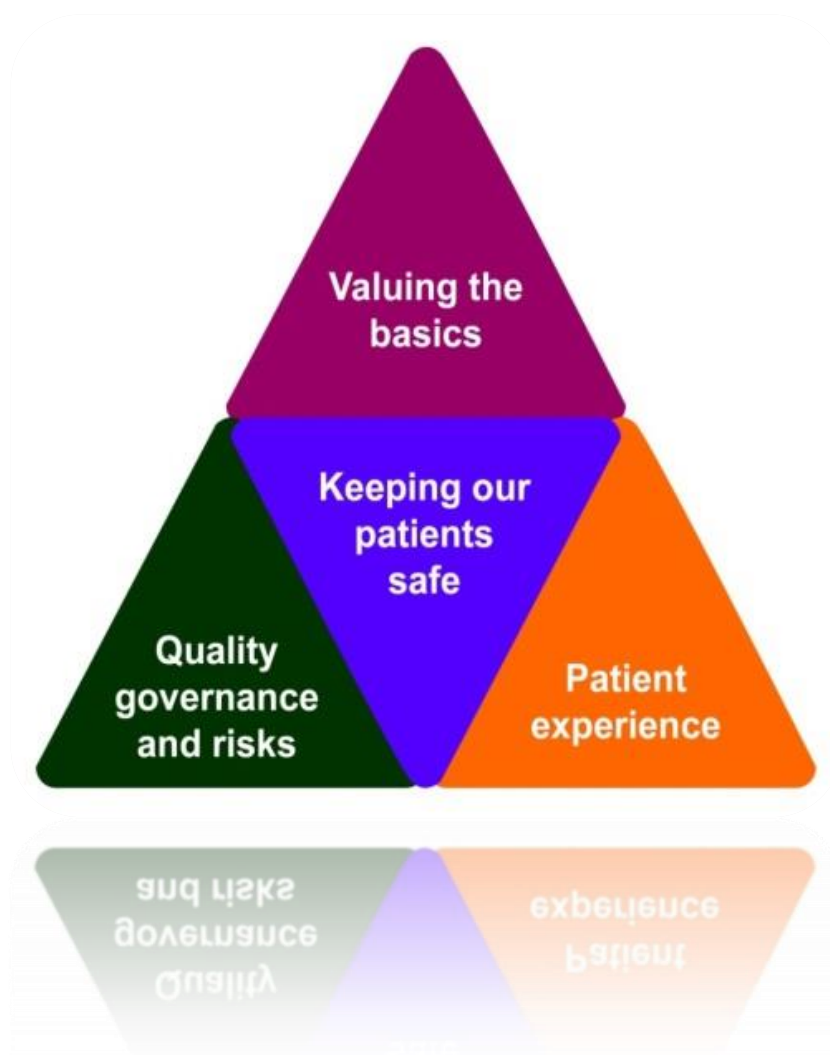 Valuing the
basics
Keeping our
patients
safe
Quality
governance
and risks
Patient
experience